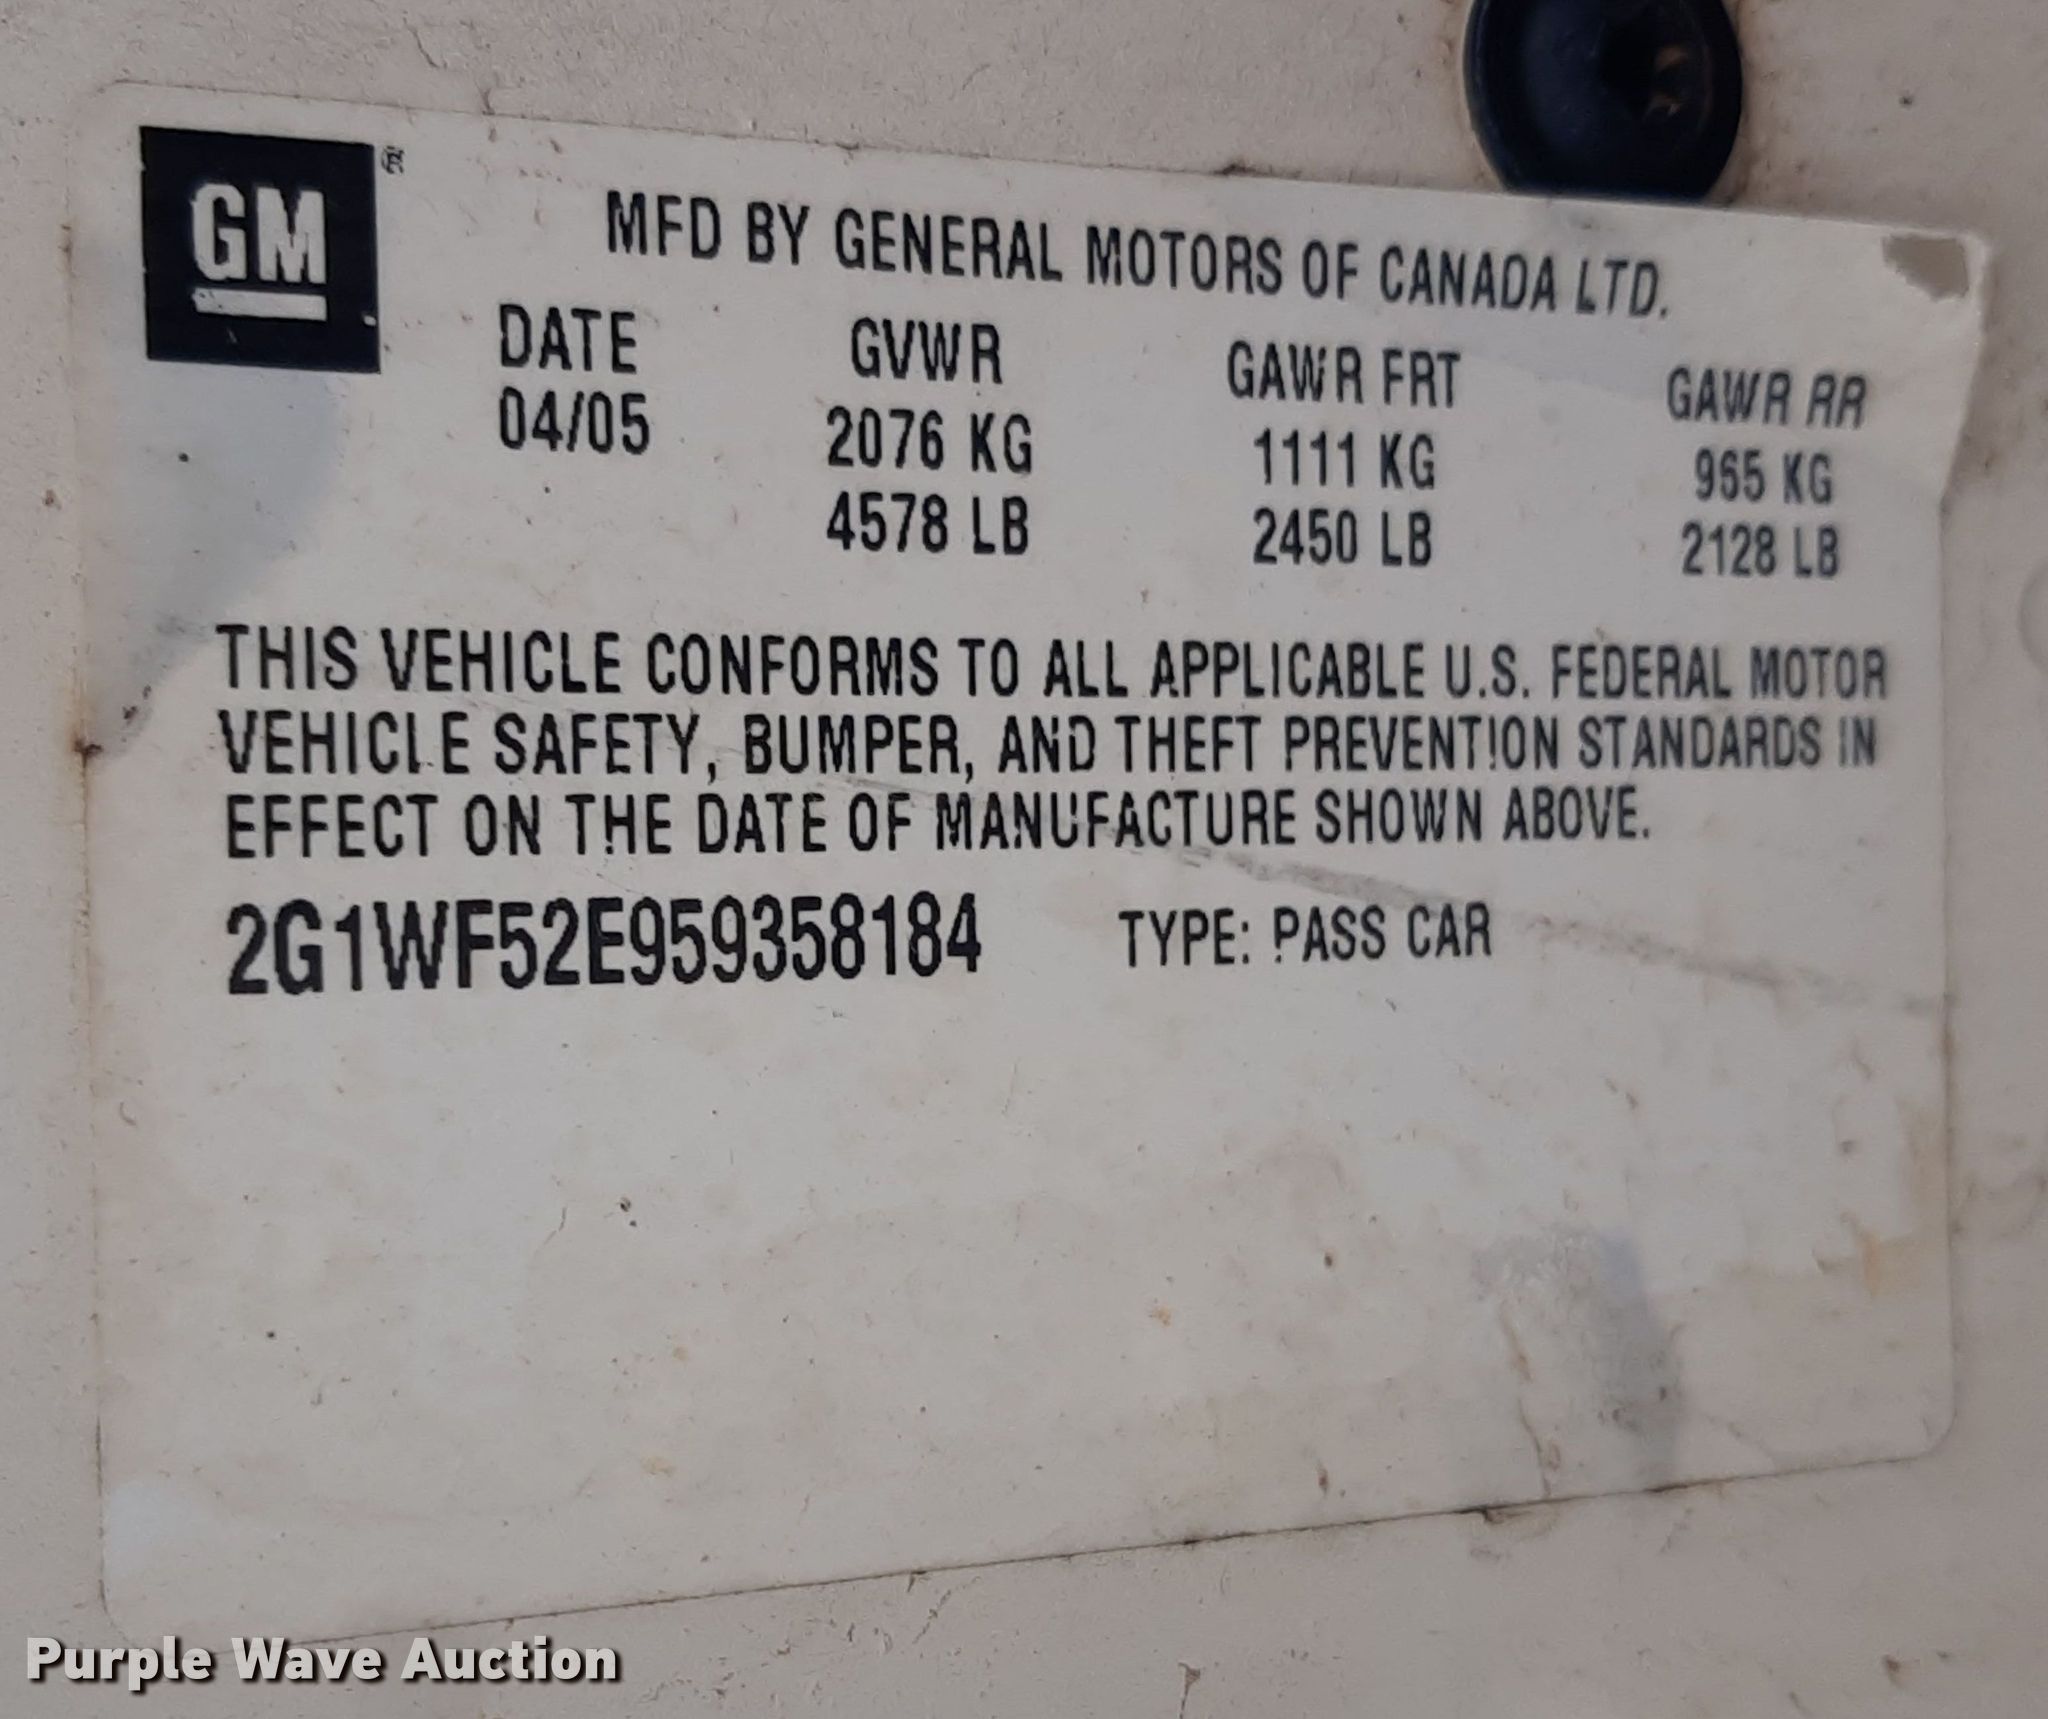 GM ®
MFD BY GENERAL MOTORS OF CANADA LTD.
DATE GVWR GAWR FRT GAWR RR
04/05 2076 KG 1111 KG 965 KG
4578 LB 2450 LB 2128 LB
THIS VEHICLE CONFORMS TO ALL APPLICABLE U.S. FEDERAL MOTOR
VEHICLE SAFETY, BUMPER, AND THEFT PREVENTION STANDARDS IN
EFFECT ON THE DATE OF MANUFACTURE SHOWN ABOVE.
2G1WF52E959358184 TYPE: PASS CAR
Purple Wave Auction